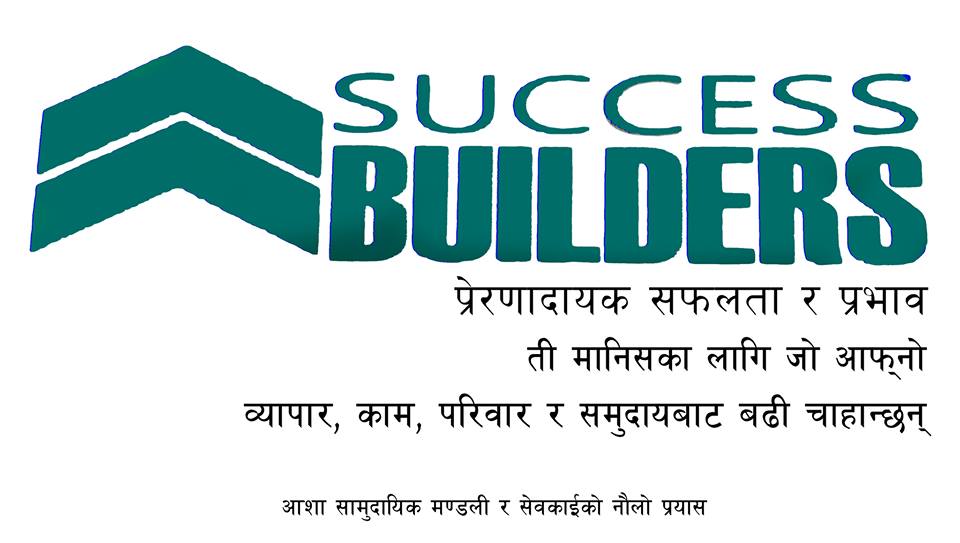 SUCCESS
BUILDERS
प्रेरणादायक सफलता र प्रभाव
ती मानिसका लागि जो आफ्‌नो
व्यापार, काम, परिवार र समुदायबाट बढी चाहान्छन्
आशा सामुदायिक मण्डली र सेवकाईको नौलो प्रयास